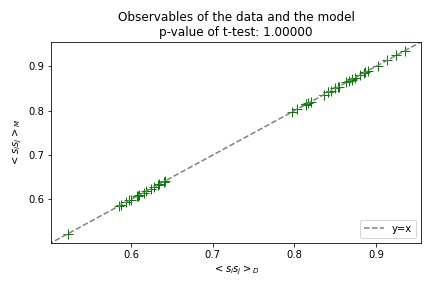 Observables of the data and the model
p-value of t-test: 1.00000
< s_i s_j >_M
0.9
0.8
0.7
0.6
0.6 0.7 0.8 0.9
< s_i s_j >_D
y=x